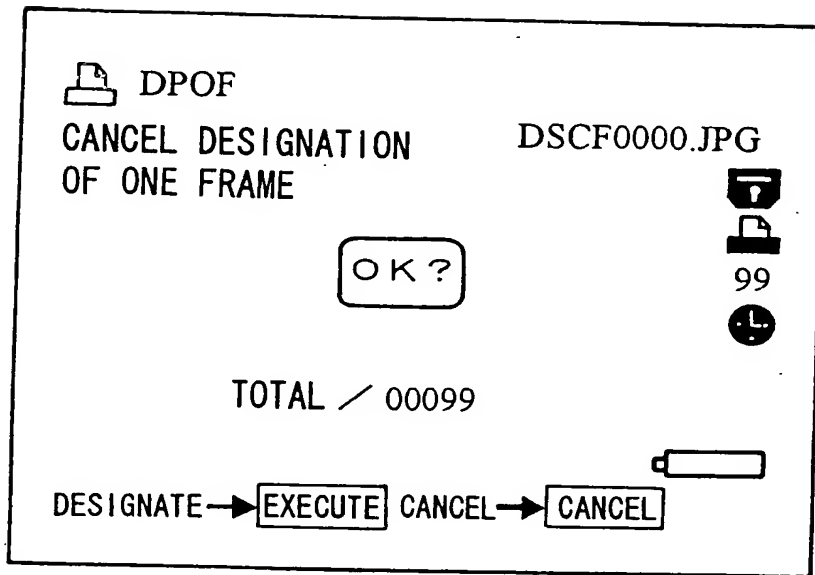 DPOF
CANCEL DESIGNATION DSCF0000.JPG
OF ONE FRAME
OK?
99
TOTAL / 00099
DESIGNATE→EXECUTE CANCEL→CANCEL